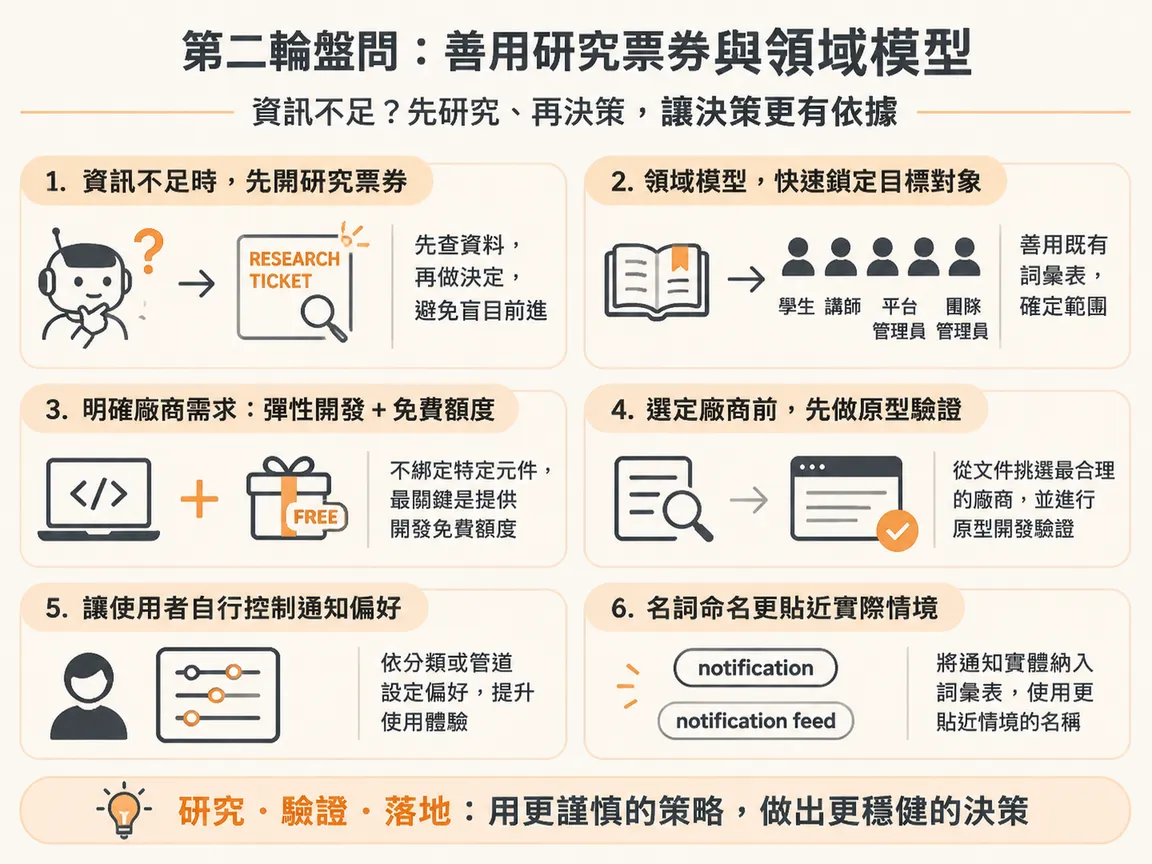 第二輪盤問：善用研究票券與領域模型
資訊不足？先研究、再決策，讓決策更有依據
1. 資訊不足時，先開研究票券
?
RESEARCH
TICKET
先查資料，
再做決定，
避免盲目前進
2. 領域模型，快速鎖定目標對象
學生 講師 平台 團隊
管理員 管理員
善用既有
詞彙表，
確定範圍
3. 明確廠商需求：彈性開發 + 免費額度
</>
+
FREE
不綁定特定元件，
最關鍵是提供
開發免費額度
4. 選定廠商前，先做原型驗證
從文件挑選最合理
的廠商，並進行
原型開發驗證
5. 讓使用者自行控制通知偏好
依分類或管道
設定偏好，提升
使用體驗
6. 名詞命名更貼近實際情境
notification
notification feed
將通知實體納入
詞彙表，使用更
貼近情境的名稱
研究．驗證．落地：用更謹慎的策略，做出更穩健的決策